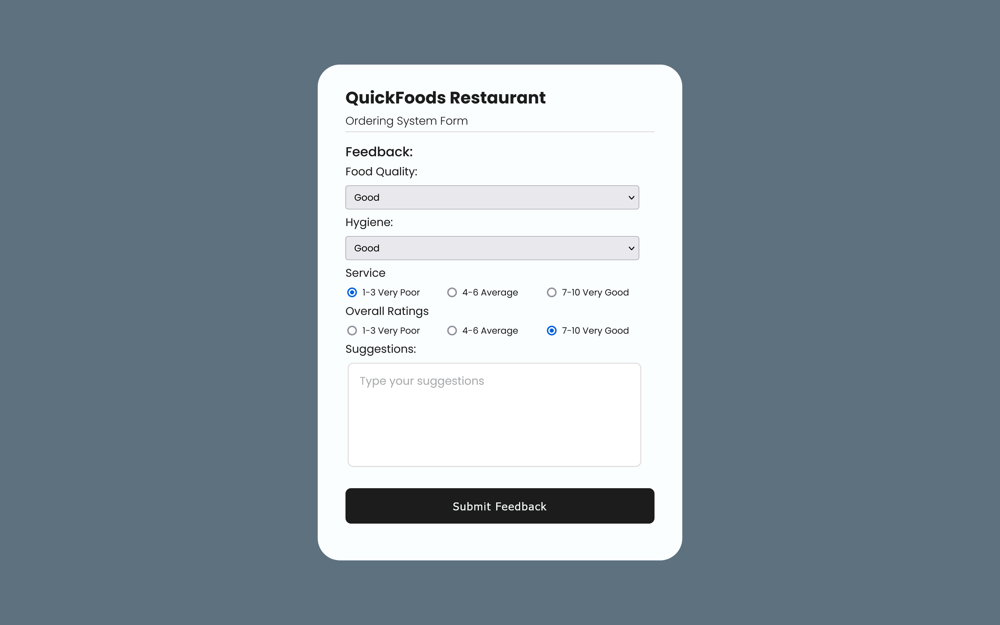 QuickFoods Restaurant
Ordering System Form
Feedback:
Food Quality:
Good
Hygiene:
Good
Service
1-3 Very Poor 4-6 Average 7-10 Very Good
Overall Ratings
1-3 Very Poor 4-6 Average 7-10 Very Good
Suggestions:
Type your suggestions
Submit Feedback